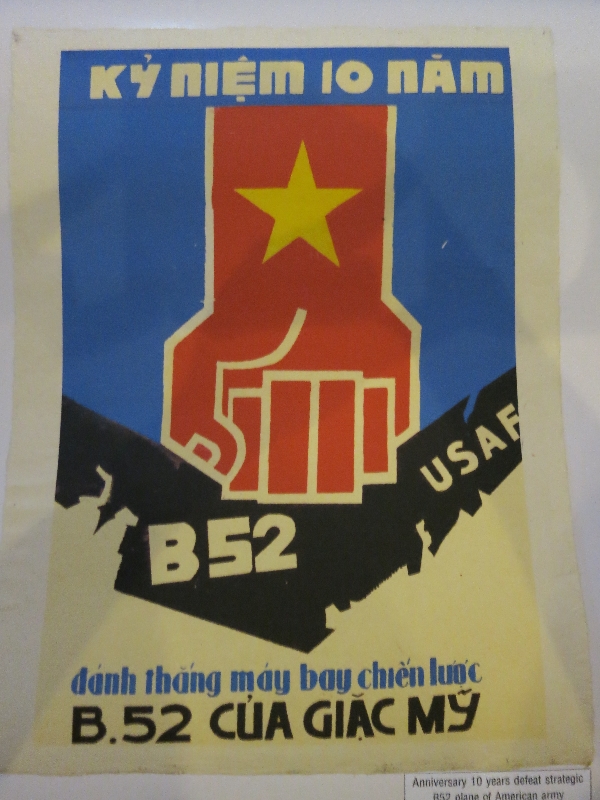 KỶ NIỆM 10 NĂM
USAF
B52
đánh thắng máy bay chiến lược
B.52 CỦA GIẶC MỸ
Anniversary 10 years defeat strategic
B52 plane of American army